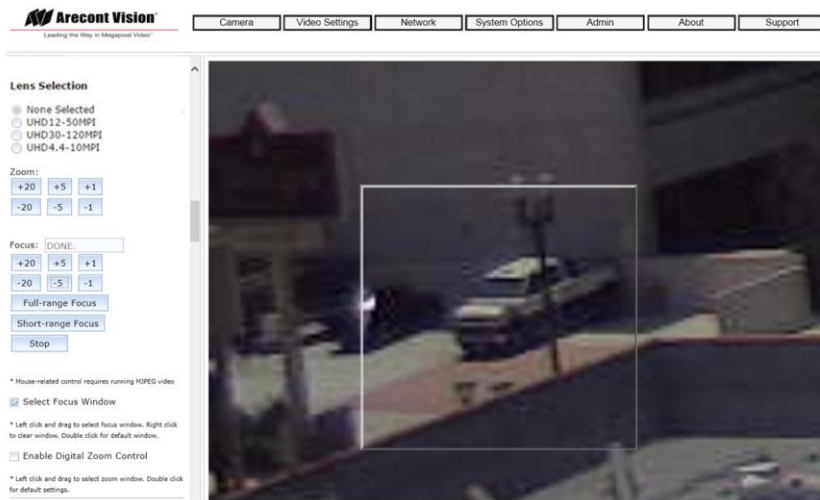 Arecont Vision®
Leading the Way in Megapixel Video™
Camera
Video Settings
Network
System Options
Admin
About
Support
Lens Selection
None Selected
UHD12-50MPI
UHD30-120MPI
UHD4.4-10MPI
Zoom:
+20 +5 +1
-20 -5 -1
Focus: DONE.
+20 +5 +1
-20 -5 -1
Full-range Focus
Short-range Focus
Stop
* Mouse-related control requires running MJPEG video
Select Focus Window
* Left click and drag to select focus window. Right click
to clear window. Double click for default window.
Enable Digital Zoom Control
* Left click and drag to select zoom window. Double click
for default settings.